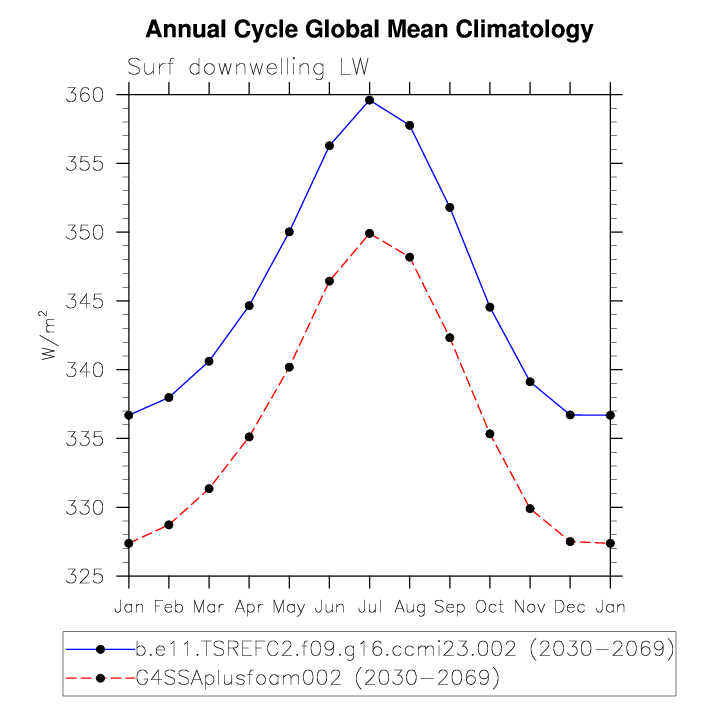 Annual Cycle Global Mean Climatology
Surf downwelling LW
360
355
350
345
340
335
330
325
W/m²
Jan Feb Mar Apr May Jun Jul Aug Sep Oct Nov Dec Jan
b.e11.TSREFC2.f09.g16.ccmi23.002 (2030-2069)
G4SSAplusfoam002 (2030-2069)